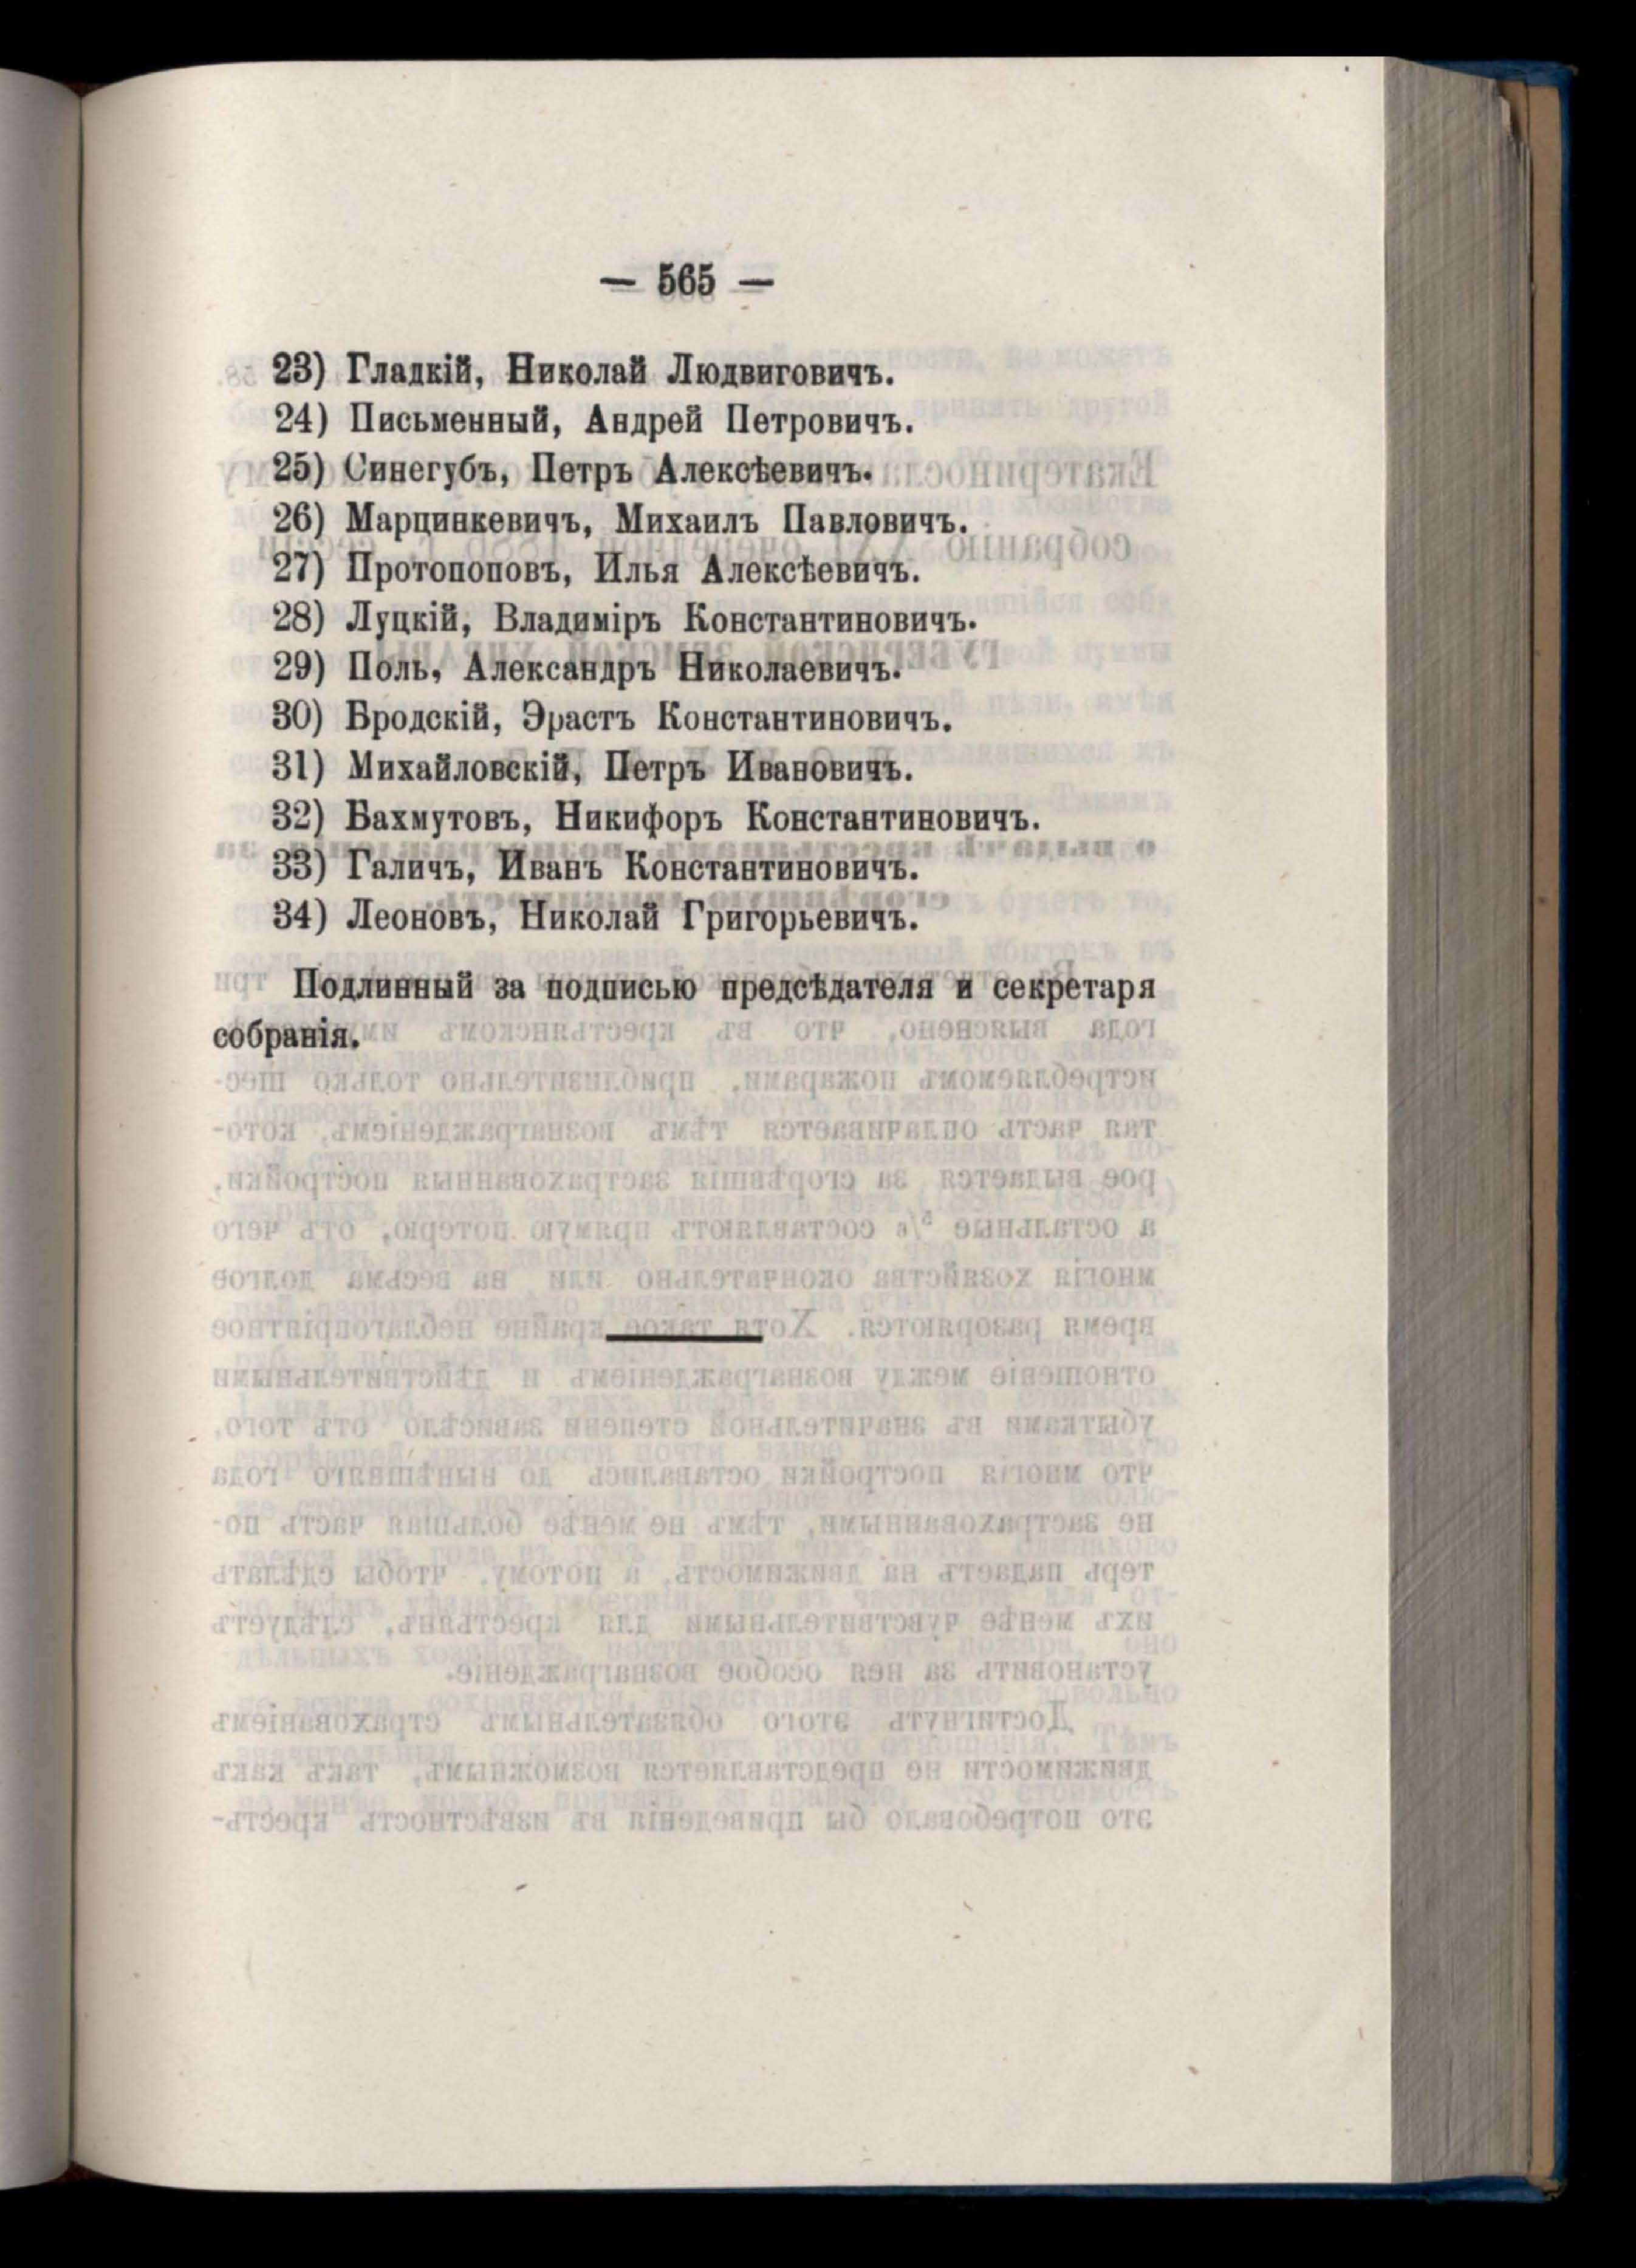 — 565 —
23) Гладкій, Николай Людвиговичъ.
24) Письменный, Андрей Петровичъ.
25) Синегубъ, Петръ Алексѣевичъ.
26) Марцинкевичъ, Михаилъ Павловичъ.
27) Протопоповъ, Илья Алексѣевичъ.
28) Луцкій, Владиміръ Константиновичъ.
29) Поль, Александръ Николаевичъ.
30) Бродскій, Эрастъ Константиновичъ.
31) Михайловскій, Петръ Ивановичъ.
32) Бахмутовъ, Никифоръ Константиновичъ.
33) Галичъ, Иванъ Константиновичъ.
34) Леоновъ, Николай Григорьевичъ.
Подлинный за подписью предсѣдателя и секретаря
собранія.